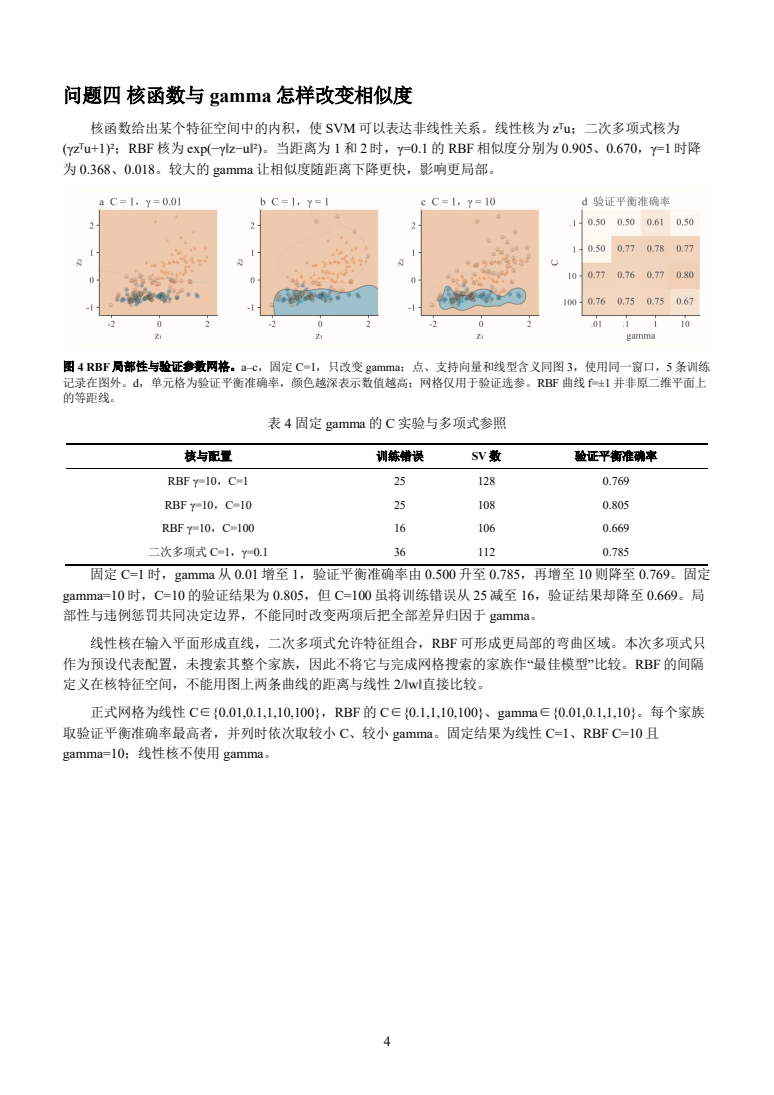 问题四 核函数与 gamma 怎样改变相似度
核函数给出某个特征空间中的内积，使 SVM 可以表达非线性关系。线性核为 zᵀu；二次多项式核为
(γzᵀu+1)²；RBF 核为 exp(−γ‖z−u‖²)。当距离为 1 和 2 时，γ=0.1 的 RBF 相似度分别为 0.905、0.670，γ=1 时降
为 0.368、0.018。较大的 gamma 让相似度随距离下降更快，影响更局部。
a C = 1，γ = 0.01
2
1
0
-1
z₂
-2 0 2
z₁
b C = 1，γ = 1
2
1
0
-1
z₂
-2 0 2
z₁
c C = 1，γ = 10
2
1
0
-1
z₂
-2 0 2
z₁
d 验证平衡准确率
.1 0.50 0.50 0.61 0.50
1 0.50 0.77 0.78 0.77
10 0.77 0.76 0.77 0.80
100 0.76 0.75 0.75 0.67
C
.01 .1 1 10
gamma
图 4 RBF 局部性与验证参数网格。a–c，固定 C=1，只改变 gamma；点、支持向量和线型含义同图 3，使用同一窗口，5 条训练
记录在图外。d，单元格为验证平衡准确率，颜色越深表示数值越高；网格仅用于验证选参。RBF 曲线 f=±1 并非原二维平面上
的等距线。
表 4 固定 gamma 的 C 实验与多项式参照
核与配置 训练错误 SV 数 验证平衡准确率
RBF γ=10，C=1 25 128 0.769
RBF γ=10，C=10 25 108 0.805
RBF γ=10，C=100 16 106 0.669
二次多项式 C=1，γ=0.1 36 112 0.785
固定 C=1 时，gamma 从 0.01 增至 1，验证平衡准确率由 0.500 升至 0.785，再增至 10 则降至 0.769。固定
gamma=10 时，C=10 的验证结果为 0.805，但 C=100 虽将训练错误从 25 减至 16，验证结果却降至 0.669。局
部性与违例惩罚共同决定边界，不能同时改变两项后把全部差异归因于 gamma。
线性核在输入平面形成直线，二次多项式允许特征组合，RBF 可形成更局部的弯曲区域。本次多项式只
作为预设代表配置，未搜索其整个家族，因此不将它与完成网格搜索的家族作“最佳模型”比较。RBF 的间隔
定义在核特征空间，不能用图上两条曲线的距离与线性 2/‖w‖直接比较。
正式网格为线性 C∈{0.01,0.1,1,10,100}，RBF 的 C∈{0.1,1,10,100}、gamma∈{0.01,0.1,1,10}。每个家族
取验证平衡准确率最高者，并列时依次取较小 C、较小 gamma。固定结果为线性 C=1、RBF C=10 且
gamma=10；线性核不使用 gamma。
4